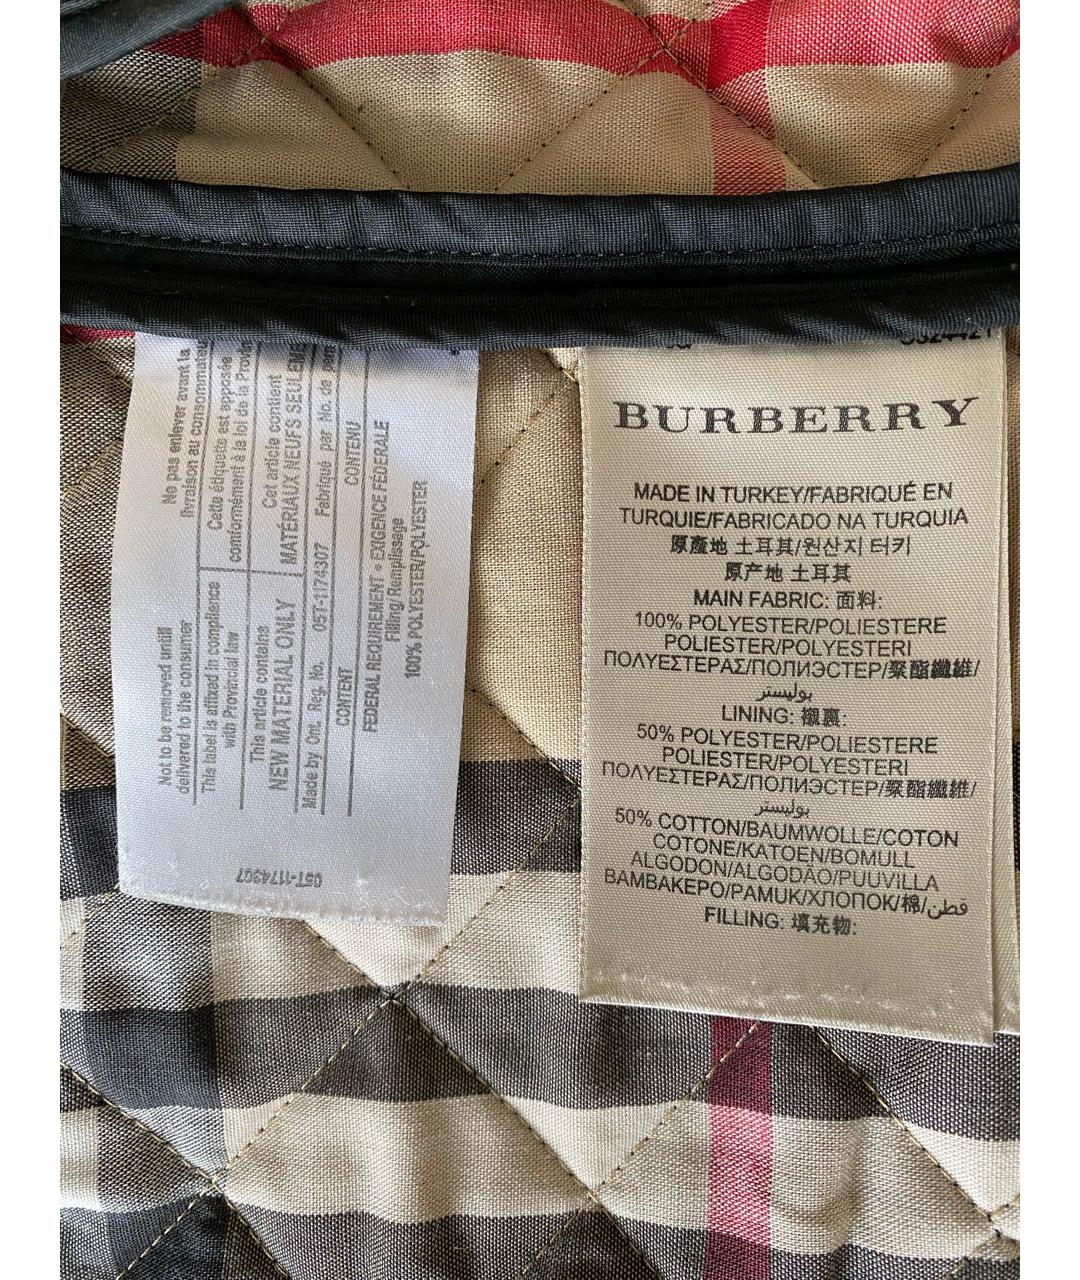 Ne pas enlever avant la
livraison au consommateur
Cette étiquette est apposée
conformément à la loi de la
Cet article contient
MATÉRIAUX NEUFS
Fabriqué par No. de
CONTENU
Not to be removed untill
delivered to the consumer
This label is affixed in compliance
with Provincial law
This article contains
NEW MATERIAL ONLY
Made by Ont. Reg. No. 05T-1174307
CONTENT
FEDERAL REQUIREMENT • EXIGENCE FÉDÉRALE
Filling/Remplissage
100% POLYESTER/POLYESTER
05T-1174307
BURBERRY
MADE IN TURKEY/FABRIQUÉ EN
TURQUIE/FABRICADO NA TURQUIA
原產地 土耳其/원산지 터키
原产地 土耳其
MAIN FABRIC: 面料:
100% POLYESTER/POLIESTERE
POLIESTER/POLYESTERI
ΠΟΛΥΕΣΤΕΡΑΣ/ПОЛИЭСТЕР/聚酯纖維/
بوليستر
LINING: 襯裏:
50% POLYESTER/POLIESTERE
POLIESTER/POLYESTERI
ΠΟΛΥΕΣΤΕΡΑΣ/ПОЛИЭСТЕР/聚酯纖維/
بوليستر
50% COTTON/BAUMWOLLE/COTON
COTONE/KATOEN/BOMULL
ALGODON/ALGODÃO/PUUVILLA
ΒΑΜΒΑΚΕΡΟ/PAMUK/ХЛОПОК/棉/قطن
FILLING: 填充物: